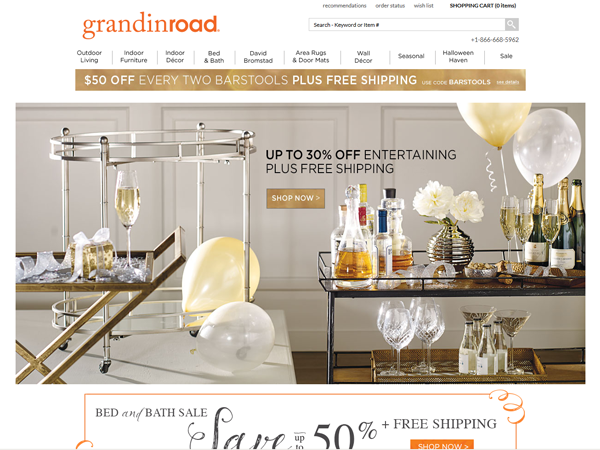 recommendations order status wish list SHOPPING CART (0 items)
grandinroad
Search - Keyword or Item #
+1-866-668-5962
Outdoor Living
Indoor Furniture
Indoor Décor
Bed & Bath
David Bromstad
Area Rugs & Door Mats
Wall Décor
Seasonal
Halloween Haven
Sale
$50 OFF EVERY TWO BARSTOOLS PLUS FREE SHIPPING USE CODE BARSTOOLS see details
UP TO 30% OFF ENTERTAINING
PLUS FREE SHIPPING
SHOP NOW >
BED and BATH SALE
Save up to 50% + FREE SHIPPING
SHOP NOW >